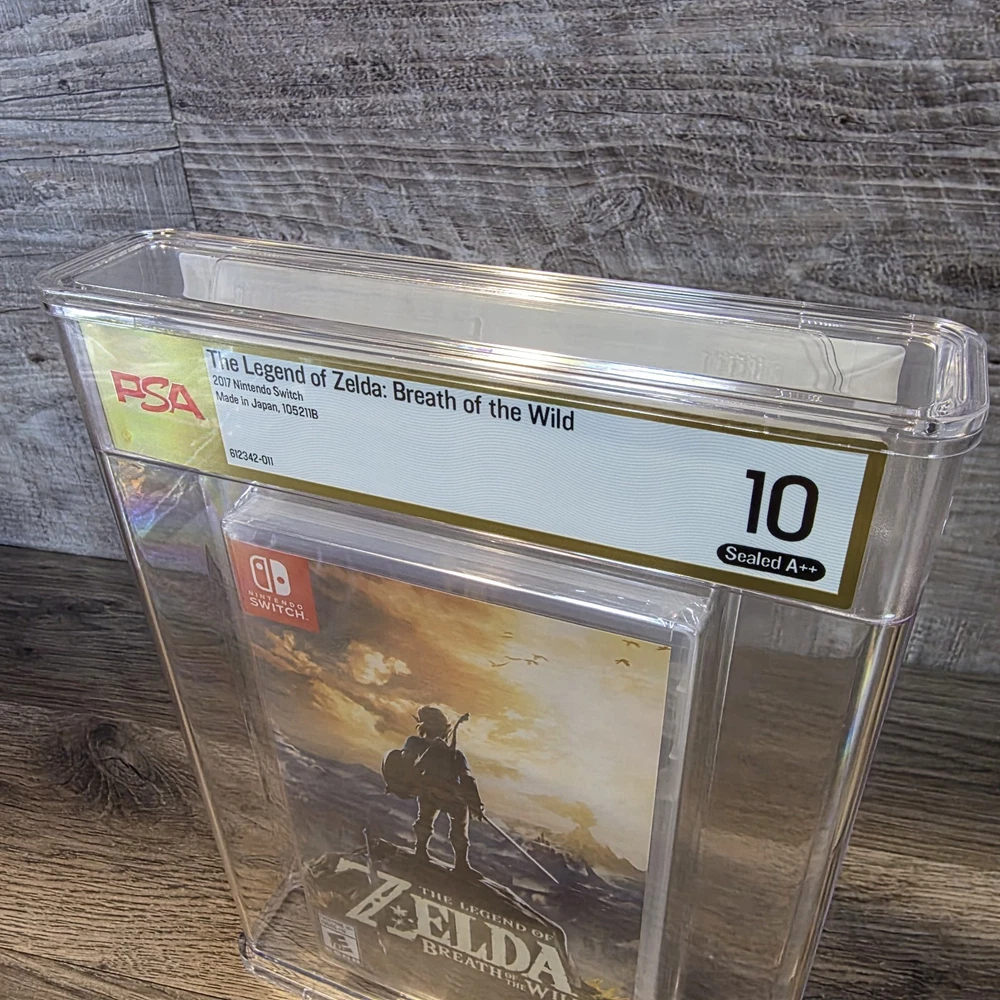 PSA
The Legend of Zelda: Breath of the Wild
2017 Nintendo Switch
Made in Japan, 105211B
612342-011
10
Sealed A++
NINTENDO
SWITCH
THE LEGEND OF
ZELDA
BREATH OF
THE WILD